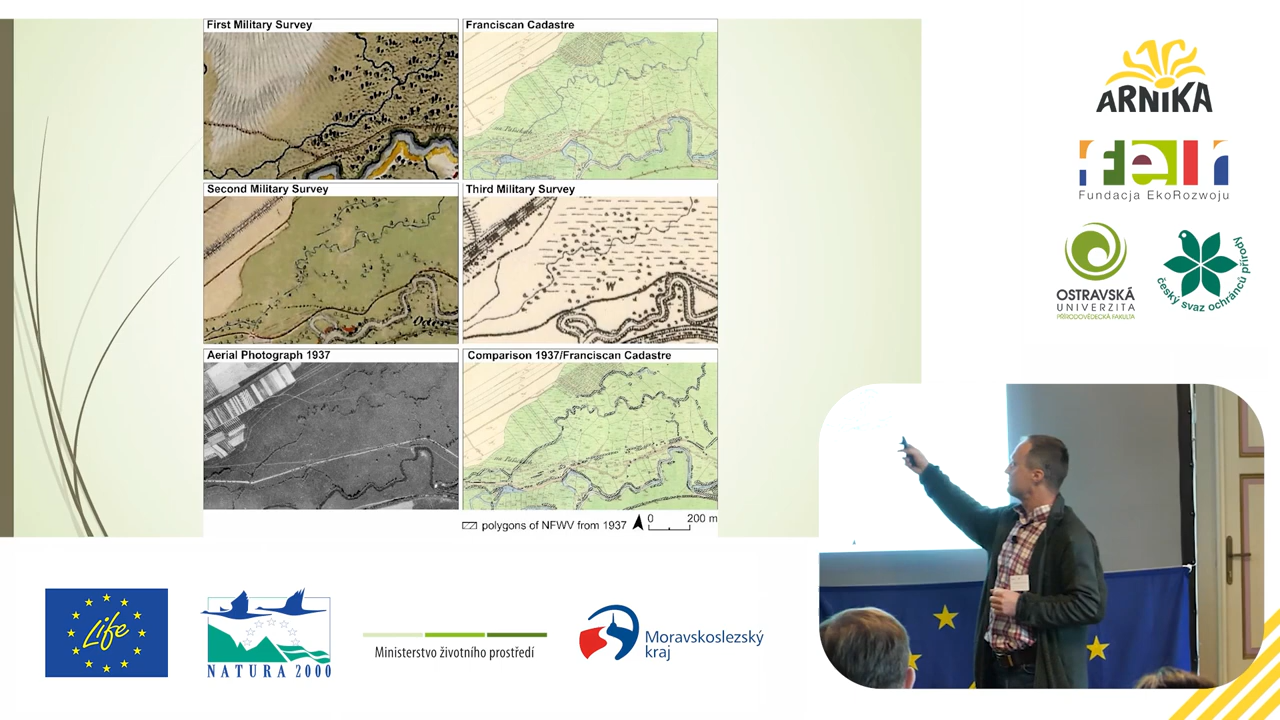 First Military Survey
Franciscan Cadastre
Second Military Survey
Third Military Survey
W
Oder
Aerial Photograph 1937
Comparison 1937/Franciscan Cadastre
polygons of NFWV from 1937
0 200 m
ARNIKA
feri
Fundacja EkoRozwoju
OSTRAVSKÁ
UNIVERZITA
PŘÍRODOVĚDECKÁ FAKULTA
český svaz ochránců přírody
Life
NATURA 2000
Ministerstvo životního prostředí
Moravskoslezský
kraj